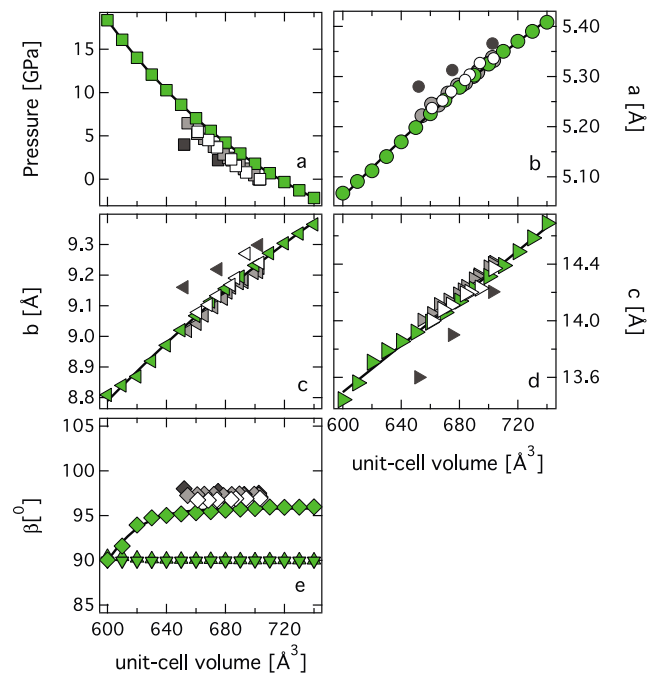 15
10
5
0
Pressure [GPa]
a
5.40
5.30
5.20
5.10
a [Å]
b
9.3
9.2
9.1
9.0
8.9
8.8
b [Å]
c
14.4
14.0
13.6
c [Å]
d
600 640 680 720
unit-cell volume [Å³]
105
100
95
90
85
β[⁰
e
600 640 680 720
unit-cell volume [Å³]